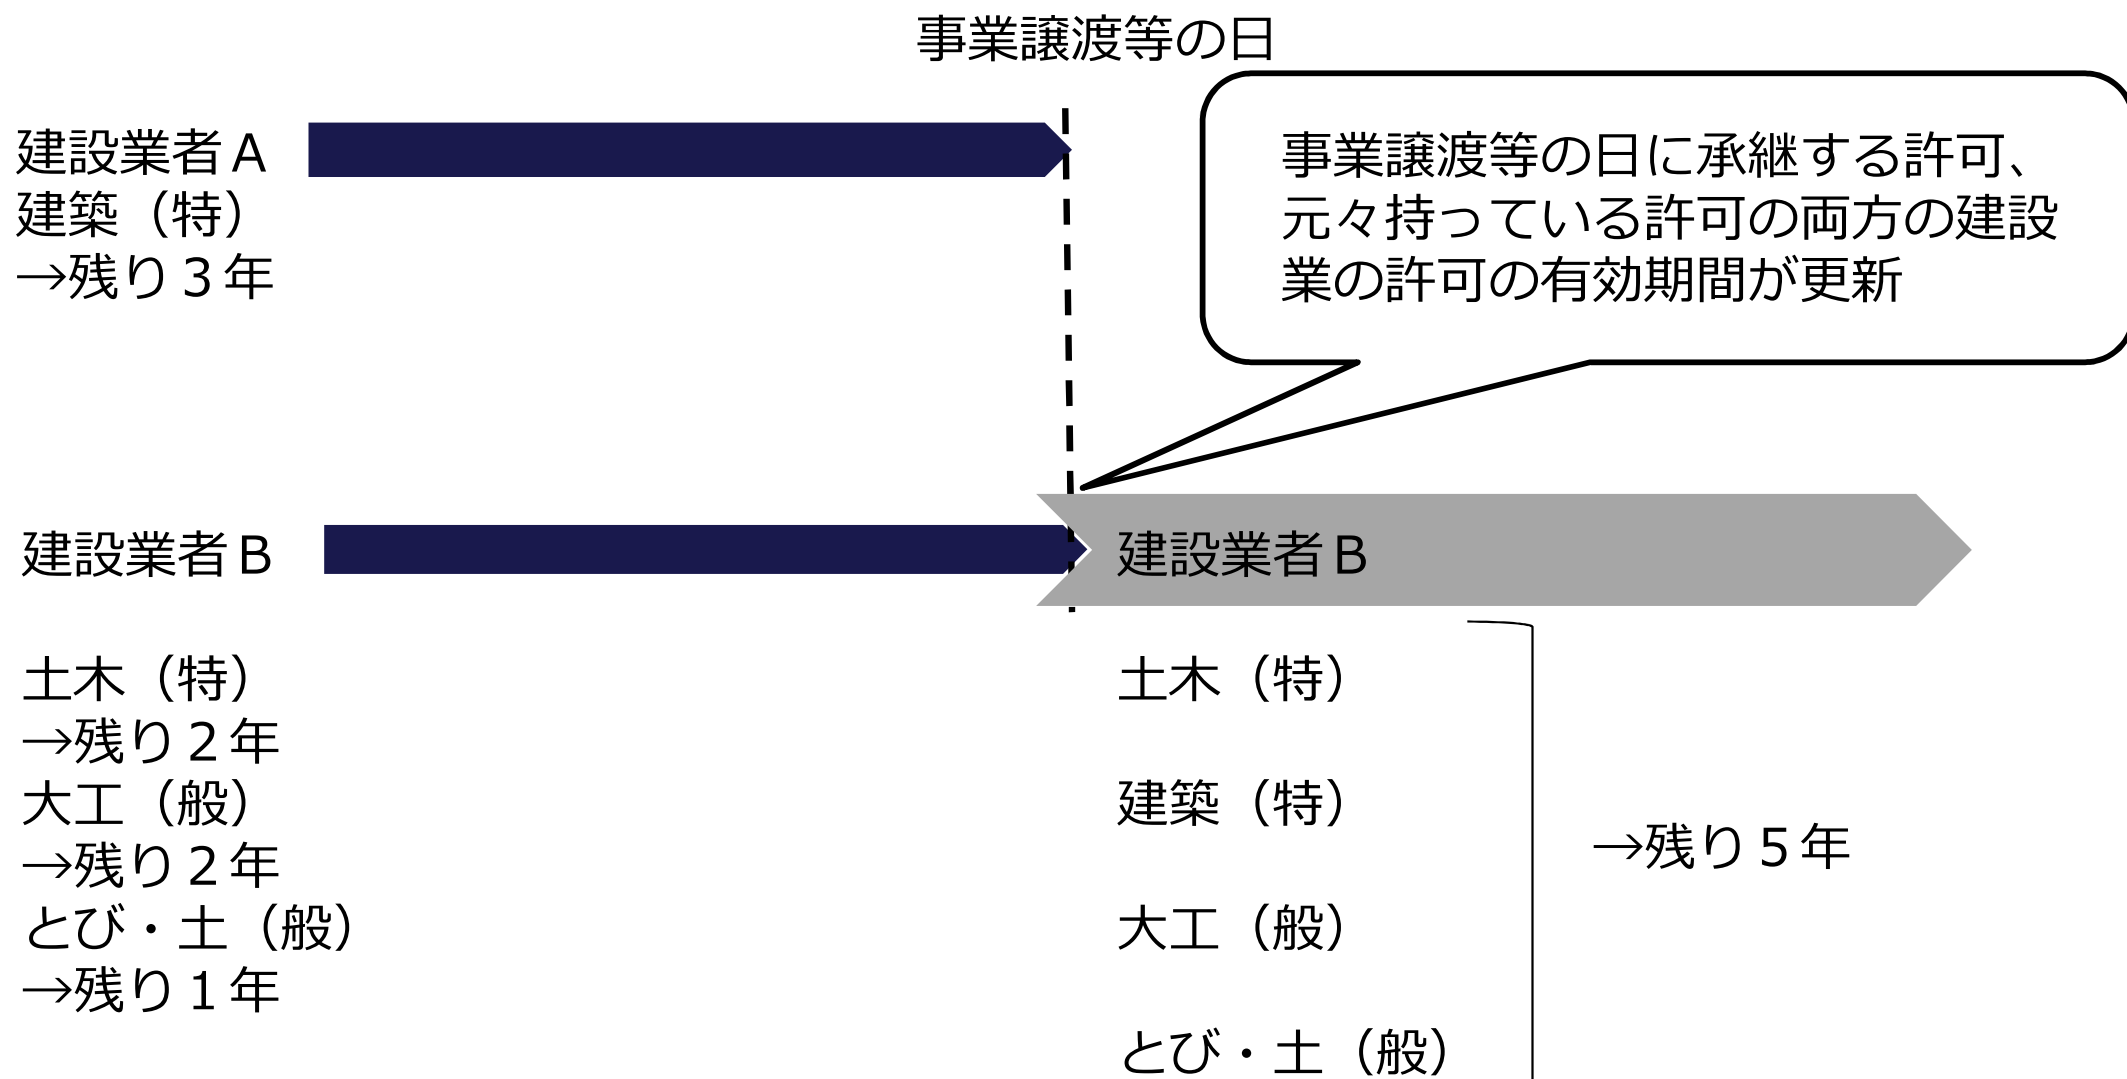 事業譲渡等の日
建設業者A
建築（特）
→残り３年
事業譲渡等の日に承継する許可、
元々持っている許可の両方の建設
業の許可の有効期間が更新
建設業者B
土木（特）
→残り２年
大工（般）
→残り２年
とび・土（般）
→残り１年
建設業者B
土木（特）
建築（特）
大工（般）
とび・土（般）
→残り５年